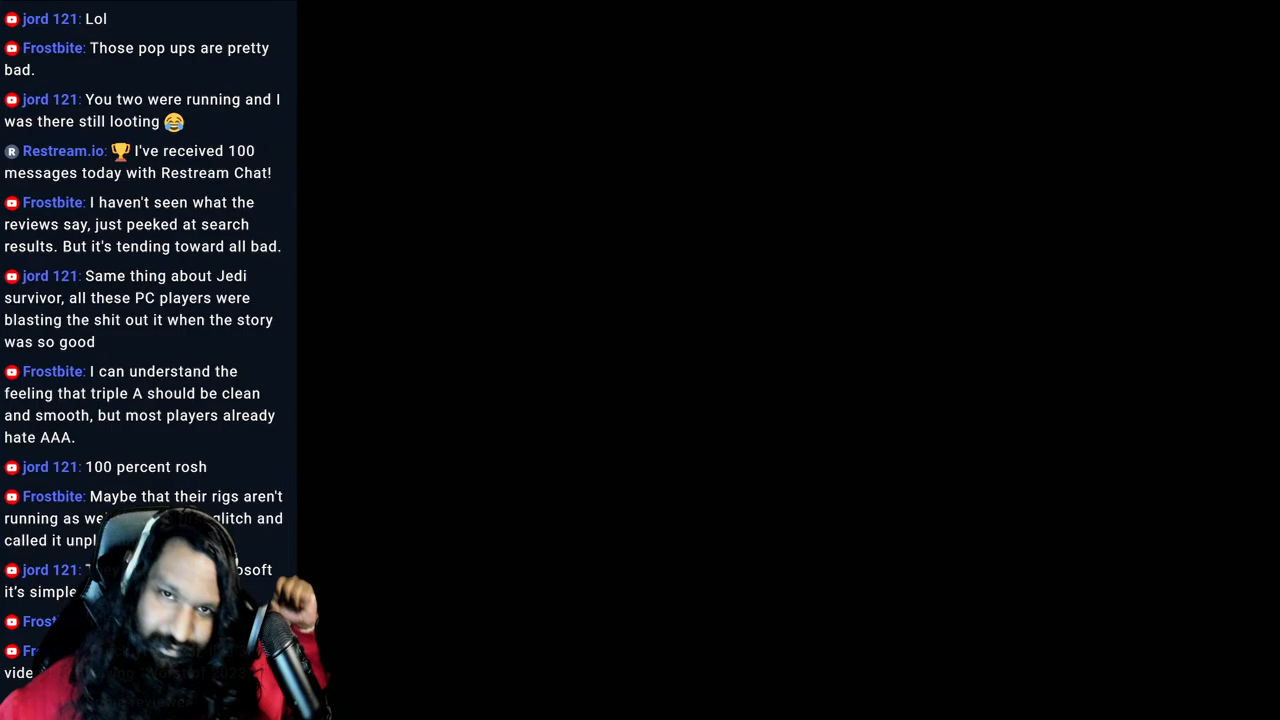 jord 121: Lol
Frostbite: Those pop ups are pretty
bad.
jord 121: You two were running and I
was there still looting 😂
R Restream.io: 🏆 I've received 100
messages today with Restream Chat!
Frostbite: I haven't seen what the
reviews say, just peeked at search
results. But it's tending toward all bad.
jord 121: Same thing about Jedi
survivor, all these PC players were
blasting the shit out it when the story
was so good
Frostbite: I can understand the
feeling that triple A should be clean
and smooth, but most players already
hate AAA.
jord 121: 100 percent rosh
Frostbite: Maybe that their rigs aren't
running as glitch and
called it
jord 121:
it's simple
of 2023
reviewer